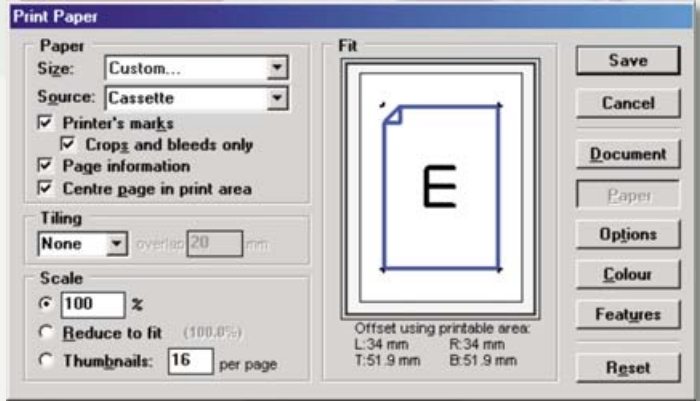 Print Paper
Paper
Size: Custom...
Source: Cassette
Printer's marks
Crops and bleeds only
Page information
Centre page in print area
Tiling
None overlap 20 mm
Scale
100 %
Reduce to fit (100.0%)
Thumbnails: 16 per page
Fit
E
Offset using printable area:
L:34 mm R:34 mm
T:51.9 mm B:51.9 mm
Save
Cancel
Document
Paper
Options
Colour
Features
Reset